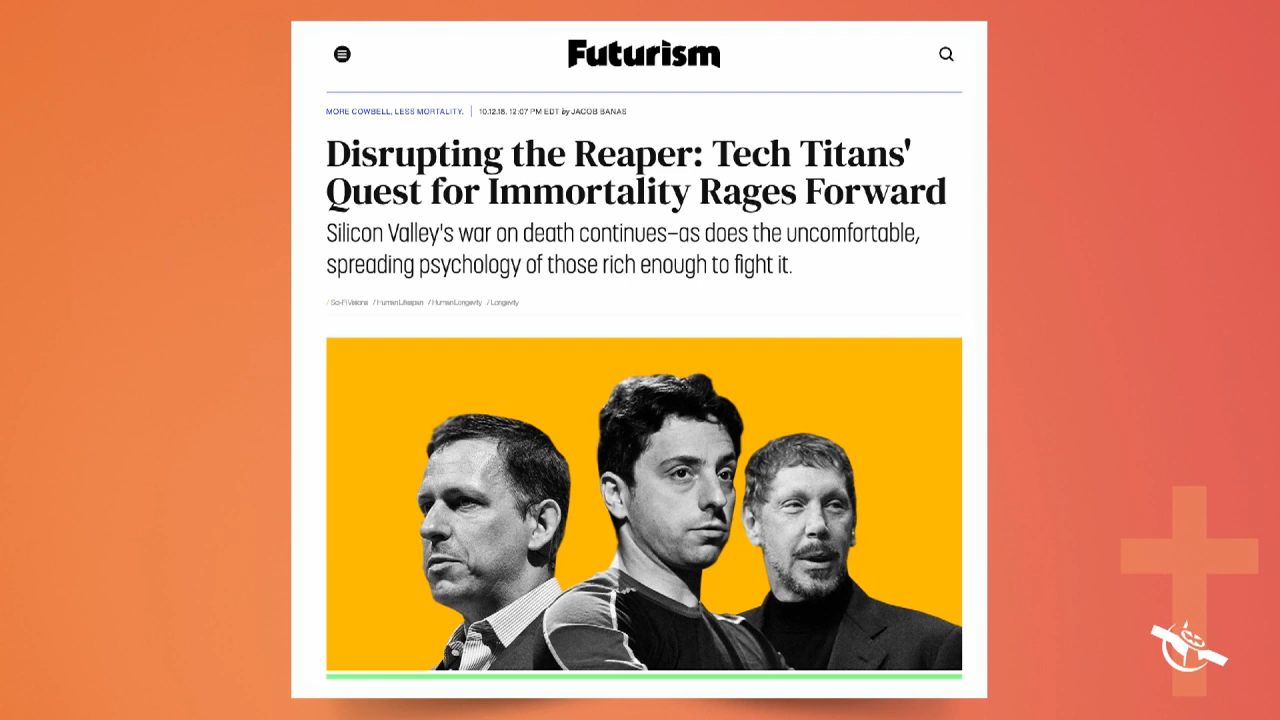 Futurism
MORE COWBELL, LESS MORTALITY. | 10.12.18, 12:07 PM EDT by JACOB BANAS
Disrupting the Reaper: Tech Titans'
Quest for Immortality Rages Forward
Silicon Valley's war on death continues—as does the uncomfortable,
spreading psychology of those rich enough to fight it.
/ Sci-Fi Visions / Human Lifespan / Human Longevity / Longevity